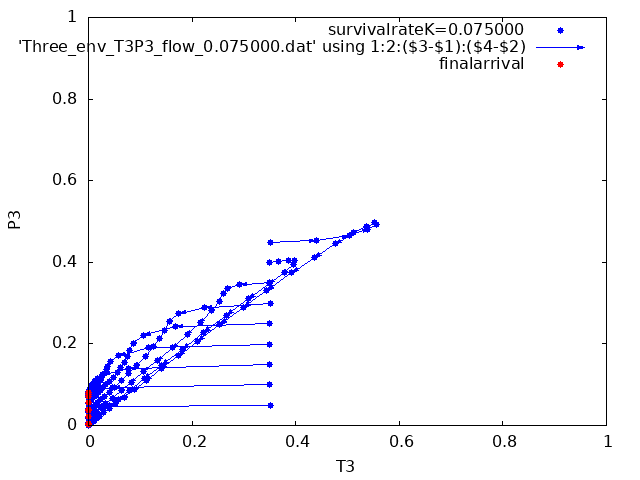 survivalrateK=0.075000
'Three_env_T3P3_flow_0.075000.dat' using 1:2:($3-$1):($4-$2)
finalarrival
1
0.8
0.6
0.4
0.2
0
P3
0 0.2 0.4 0.6 0.8 1
T3